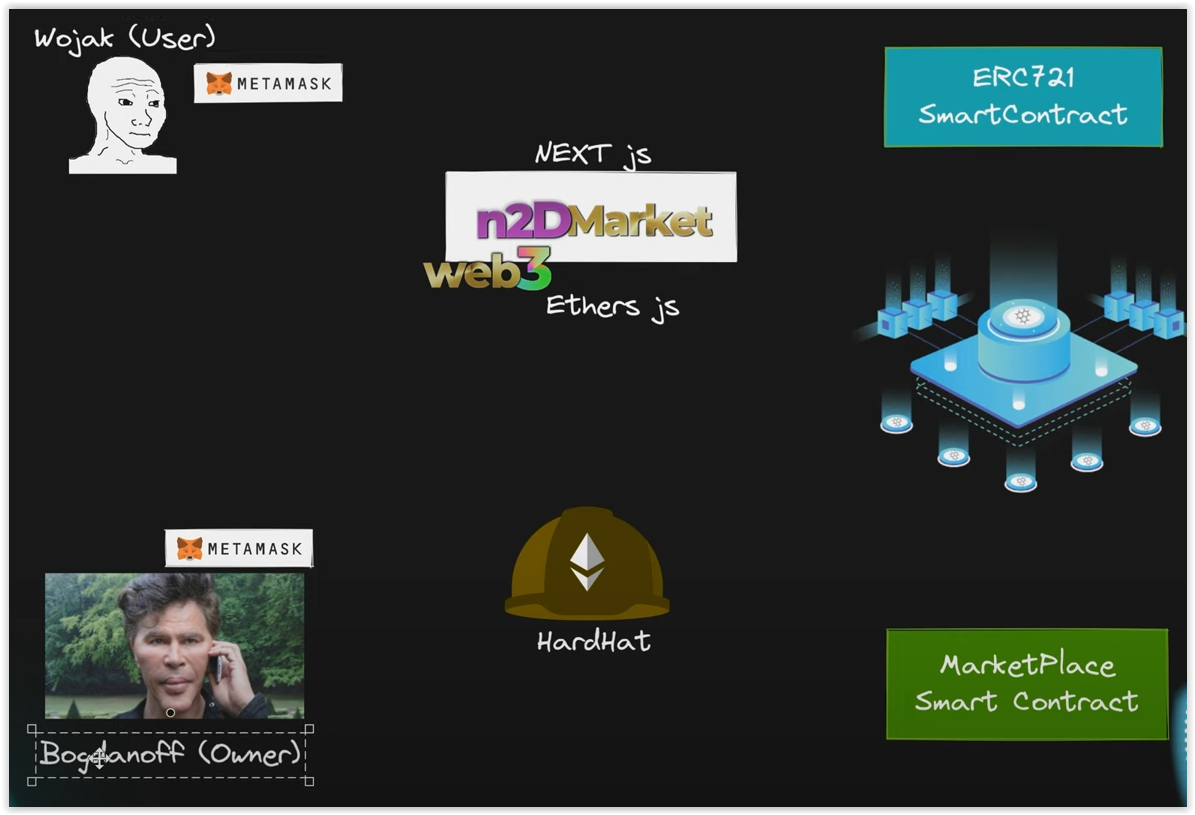 Wojak (User)
METAMASK
ERC721
SmartContract
NEXT js
n2DMarket
web3
Ethers js
METAMASK
HardHat
MarketPlace
Smart Contract
Bogdanoff (Owner)